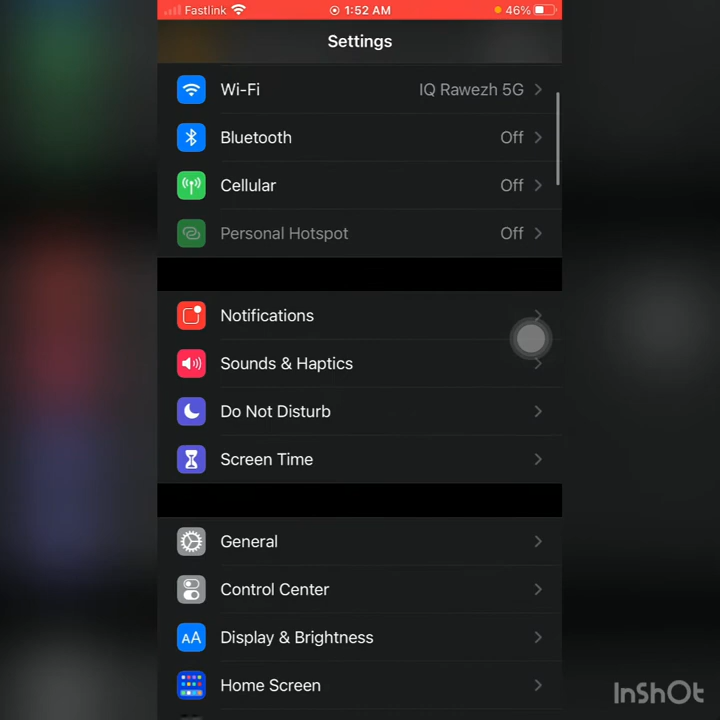 Fastlink 1:52 AM 46%
Settings
Wi-Fi IQ Rawezh 5G
Bluetooth Off
Cellular Off
Personal Hotspot Off
Notifications
Sounds & Haptics
Do Not Disturb
Screen Time
General
Control Center
AA Display & Brightness
Home Screen
InShOt